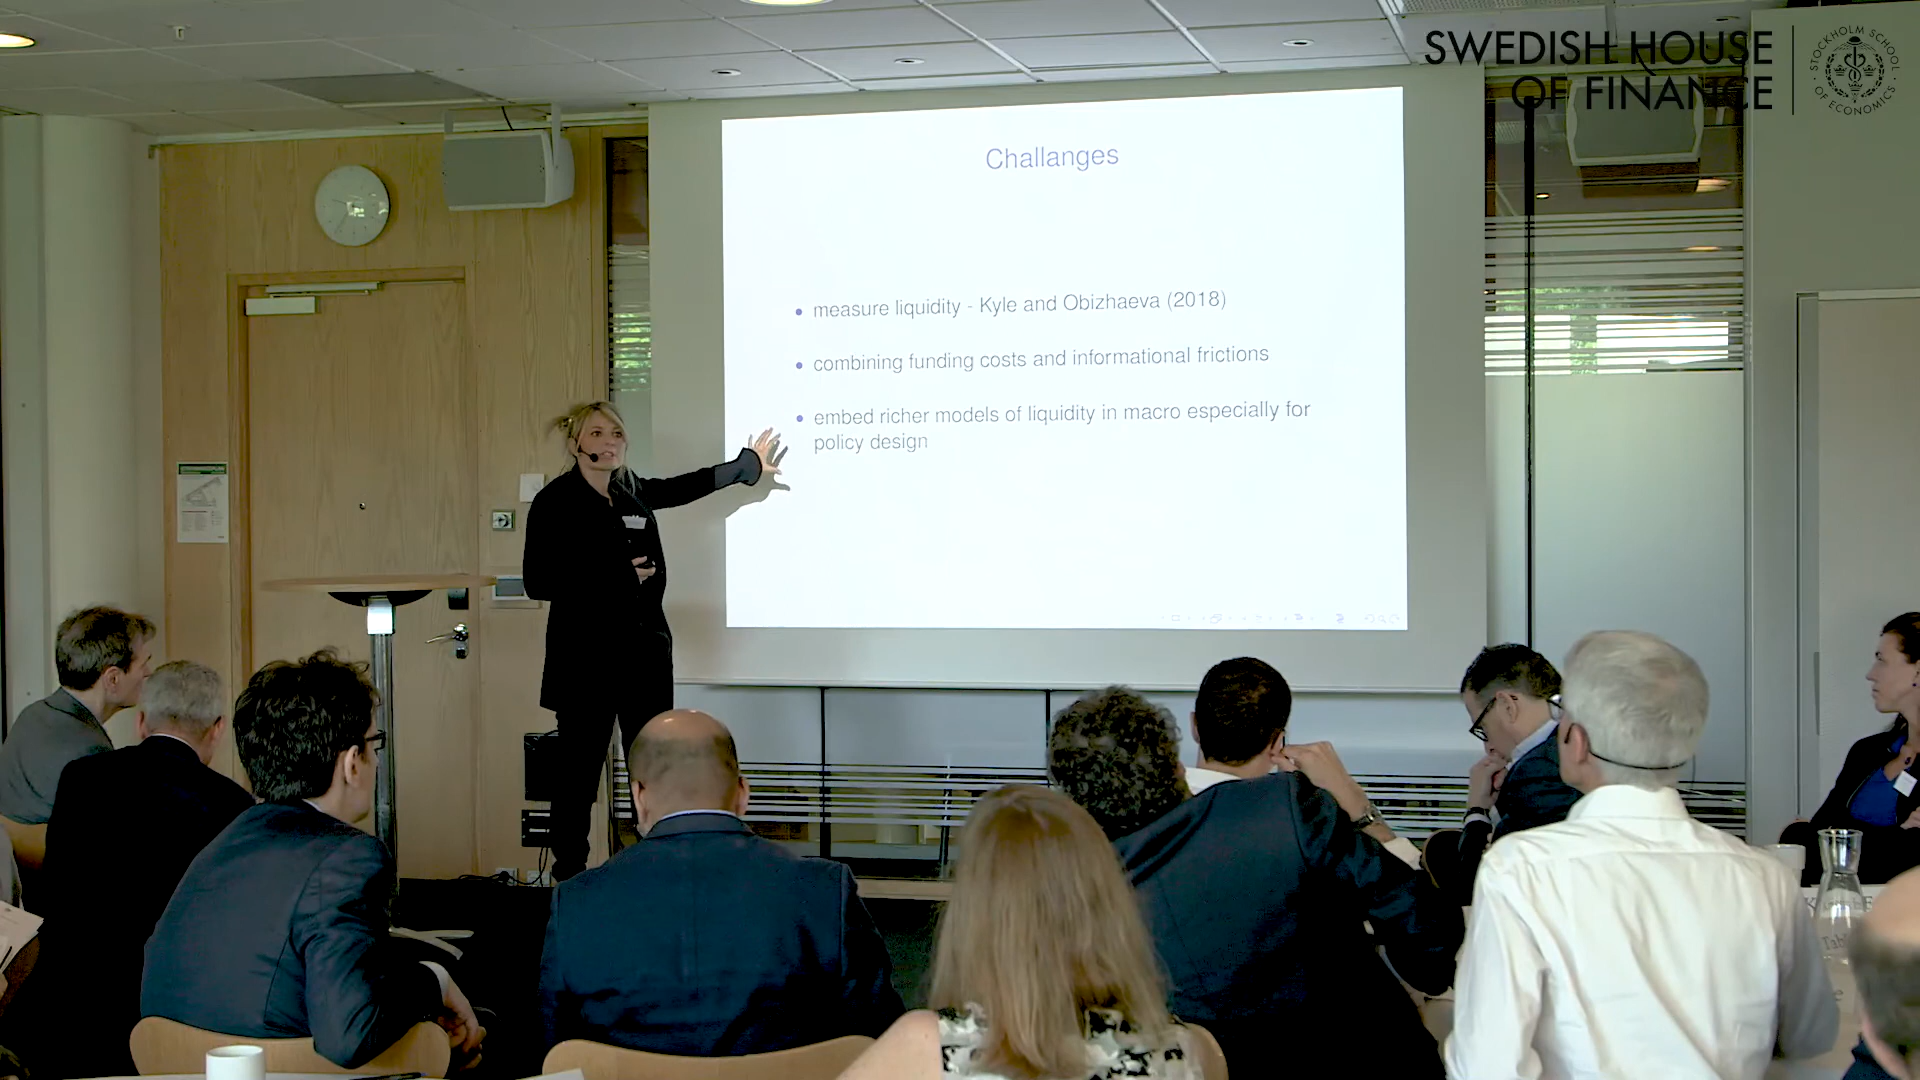 SWEDISH HOUSE
OF FINANCE
STOCKHOLM SCHOOL
OF ECONOMICS
Challanges
measure liquidity - Kyle and Obizhaeva (2018)
combining funding costs and informational frictions
embed richer models of liquidity in macro especially for
policy design